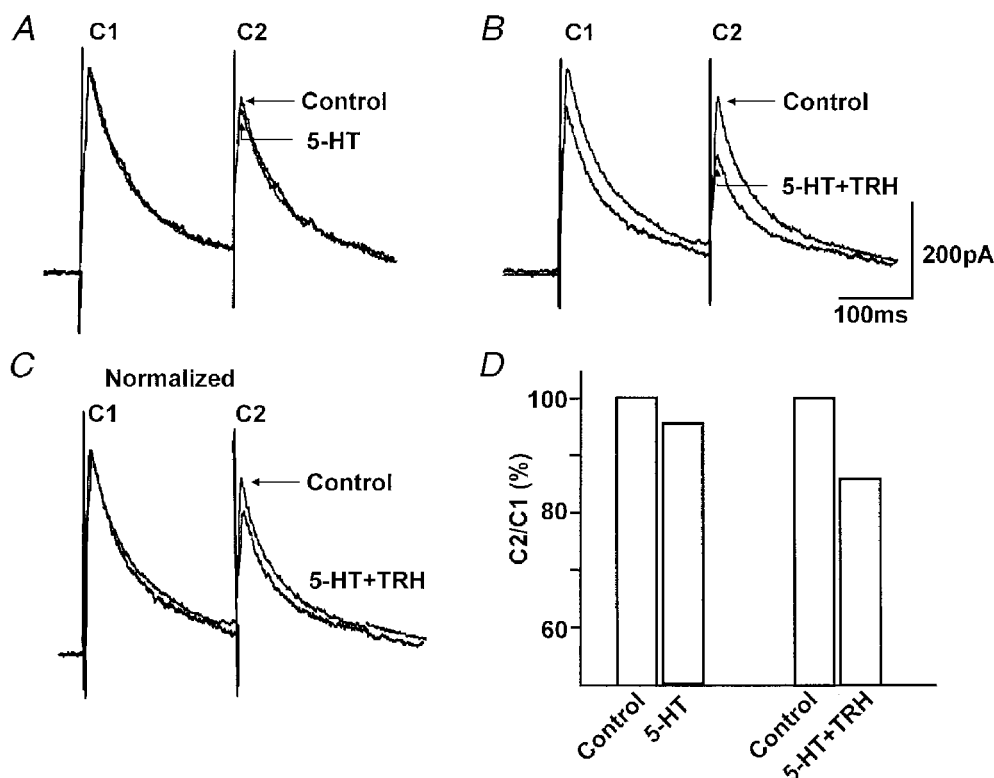 A
C1
C2
Control
5-HT
B
C1
C2
Control
5-HT+TRH
200pA
100ms
C
Normalized
C1
C2
Control
5-HT+TRH
D
C2/C1 (%)
100
80
60
Control
5-HT
Control
5-HT+TRH